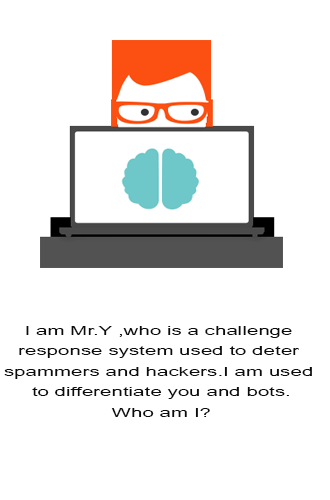 I am Mr.Y ,who is a challenge
response system used to deter
spammers and hackers.I am used
to differentiate you and bots.
Who am I?